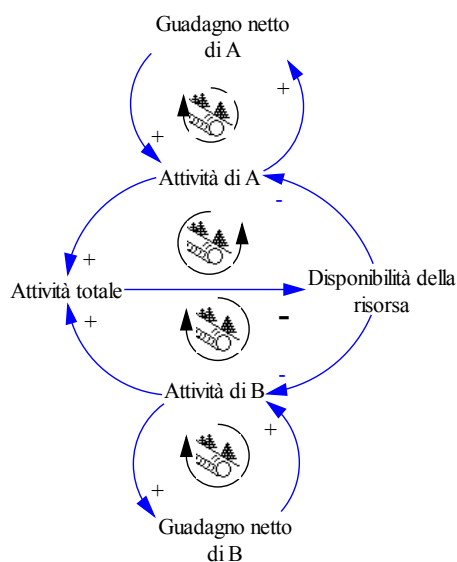 Guadagno netto
di A
+
+
Attività di A
-
+
Attività totale
Disponibilità della
risorsa
+
-
-
Attività di B
+
+
Guadagno netto
di B